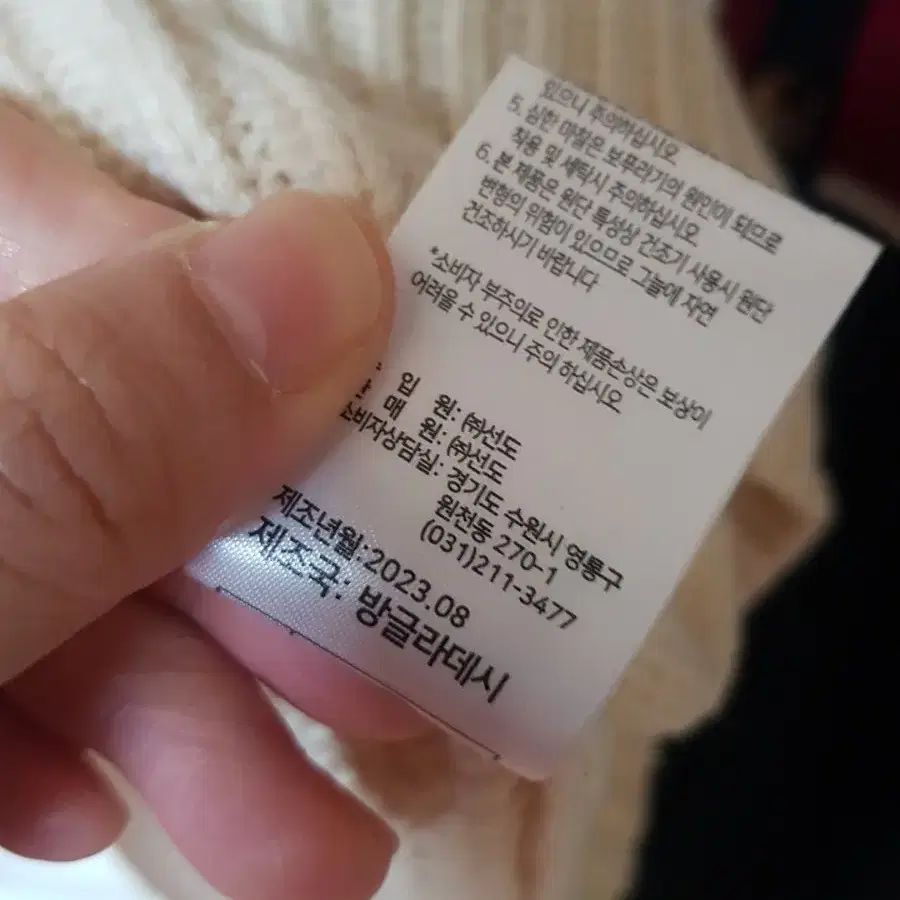 있으니 주의하십시오
5. 심한 마찰은 보푸라기의 원인이 되므로
착용 및 세탁시 주의하십시오
6. 본 제품은 원단 특성상 건조기 사용시 원단
변형의 위험이 있으므로 그늘에 자연
건조하시기 바랍니다
*소비자 부주의로 인한 제품손상은 보상이
어려울 수 있으니 주의 하십시오
입 원: ㈜선도
매 원: ㈜선도
소비자상담실: 경기도 수원시 영통구
원천동 270-1
(031)211-3477
제조년월:2023.08
제조국: 방글라데시